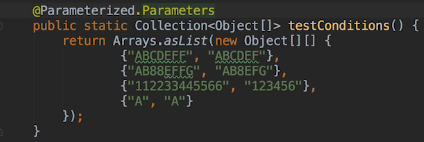 @Parameterized.Parameters
public static Collection<Object[]> testConditions() {
return Arrays.asList(new Object[][] {
{"ABCDEFF", "ABCDEF"},
{"AB88EFFG", "AB8EFG"},
{"112233445566", "123456"},
{"A", "A"}
});
}